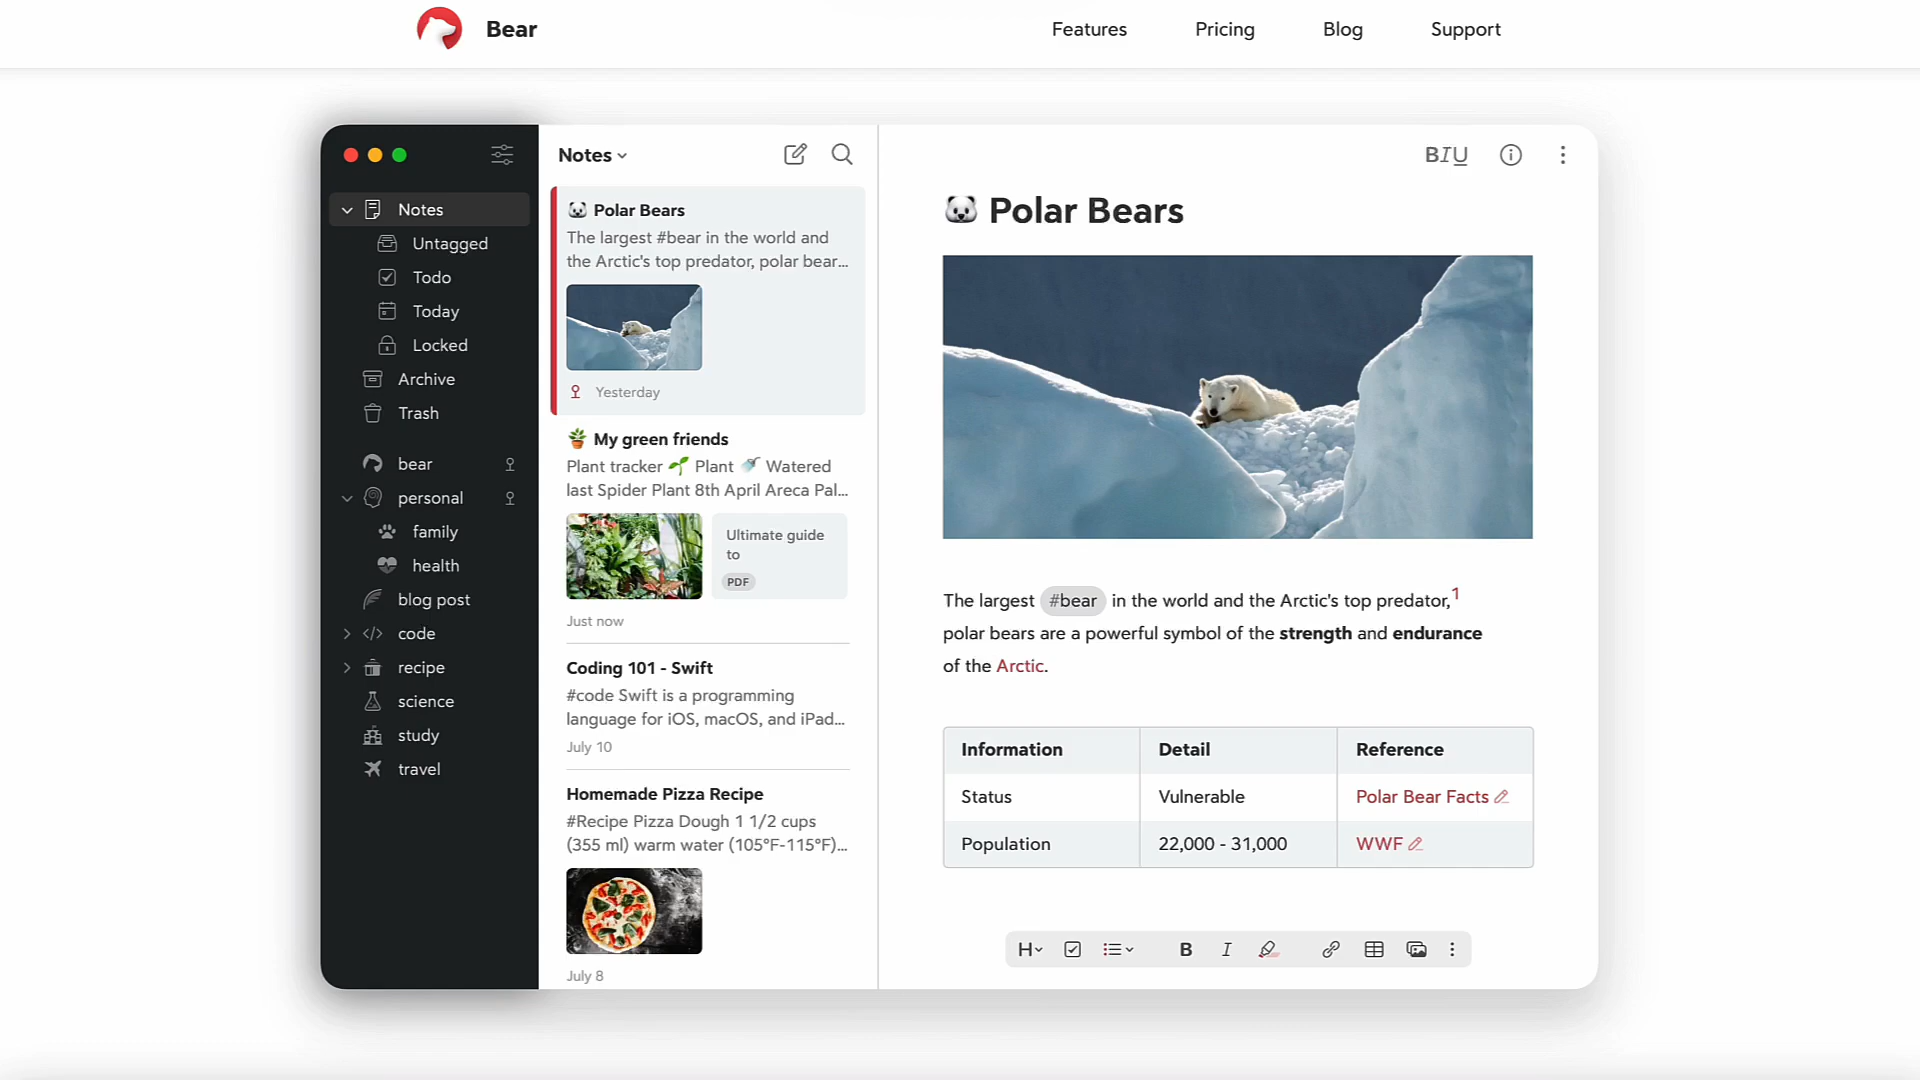 Bear
Features
Pricing
Blog
Support
Notes
Untagged
Todo
Today
Locked
Archive
Trash
bear
personal
family
health
blog post
code
recipe
science
study
travel
Notes
🐼 Polar Bears
The largest #bear in the world and
the Arctic's top predator, polar bear...
Yesterday
🪴 My green friends
Plant tracker 🌱 Plant 🚿 Watered
last Spider Plant 8th April Areca Pal...
Ultimate guide
to
PDF
Just now
Coding 101 - Swift
#code Swift is a programming
language for iOS, macOS, and iPad...
July 10
Homemade Pizza Recipe
#Recipe Pizza Dough 1 1/2 cups
(355 ml) warm water (105°F-115°F)...
July 8
BIU
🐼 Polar Bears
The largest #bear in the world and the Arctic's top predator,1
polar bears are a powerful symbol of the strength and endurance
of the Arctic.
Information Detail Reference
Status Vulnerable Polar Bear Facts
Population 22,000 - 31,000 WWF
H B I